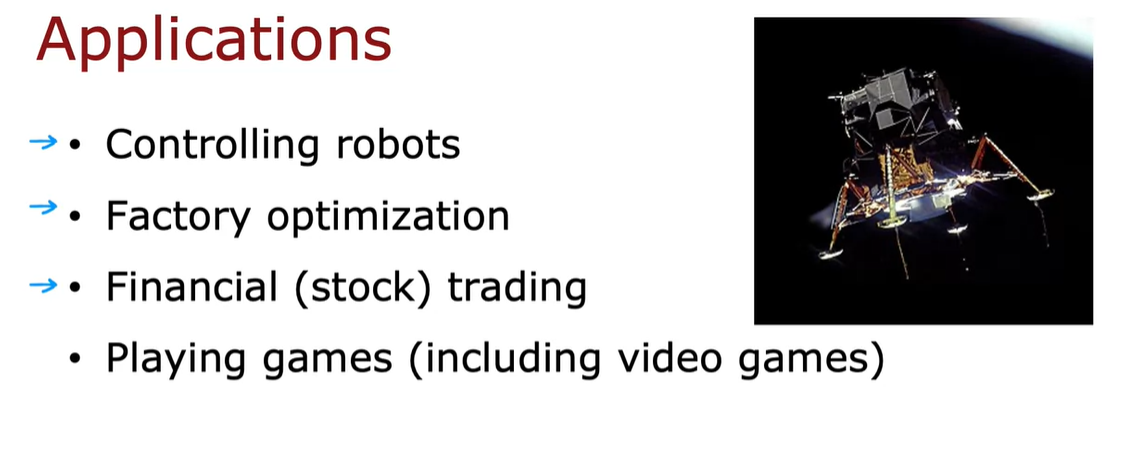 Applications
→ • Controlling robots
→ • Factory optimization
→ • Financial (stock) trading
• Playing games (including video games)